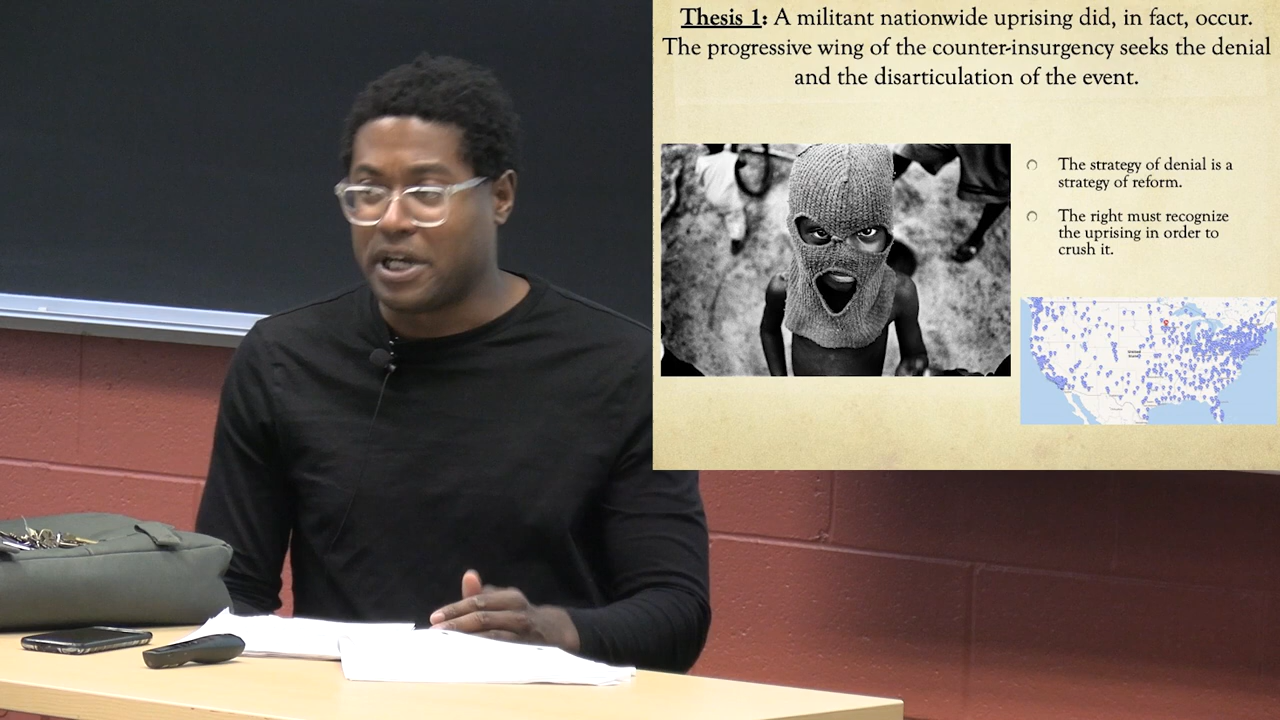 Thesis 1: A militant nationwide uprising did, in fact, occur.
The progressive wing of the counter-insurgency seeks the denial
and the disarticulation of the event.
The strategy of denial is a
strategy of reform.
The right must recognize
the uprising in order to
crush it.